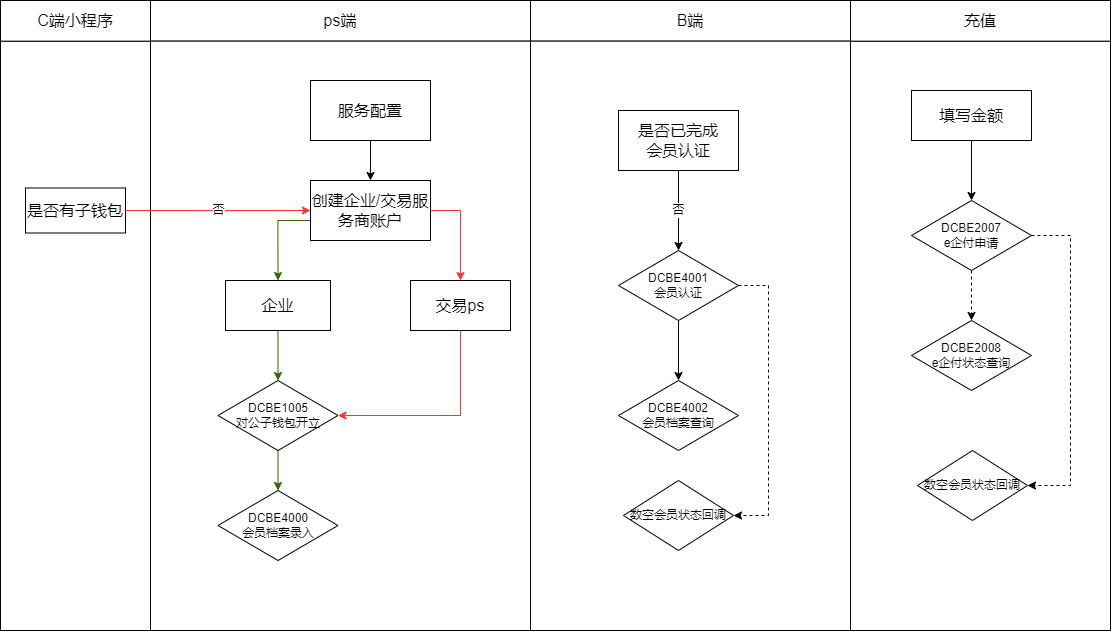 C端小程序
ps端
B端
充值
是否有子钱包
否
服务配置
创建企业/交易服
务商账户
企业
交易ps
DCBE1005
对公子钱包开立
DCBE4000
会员档案录入
是否已完成
会员认证
否
DCBE4001
会员认证
DCBE4002
会员档案查询
数空会员状态回调
填写金额
DCBE2007
e企付申请
DCBE2008
e企付状态查询
数空会员状态回调